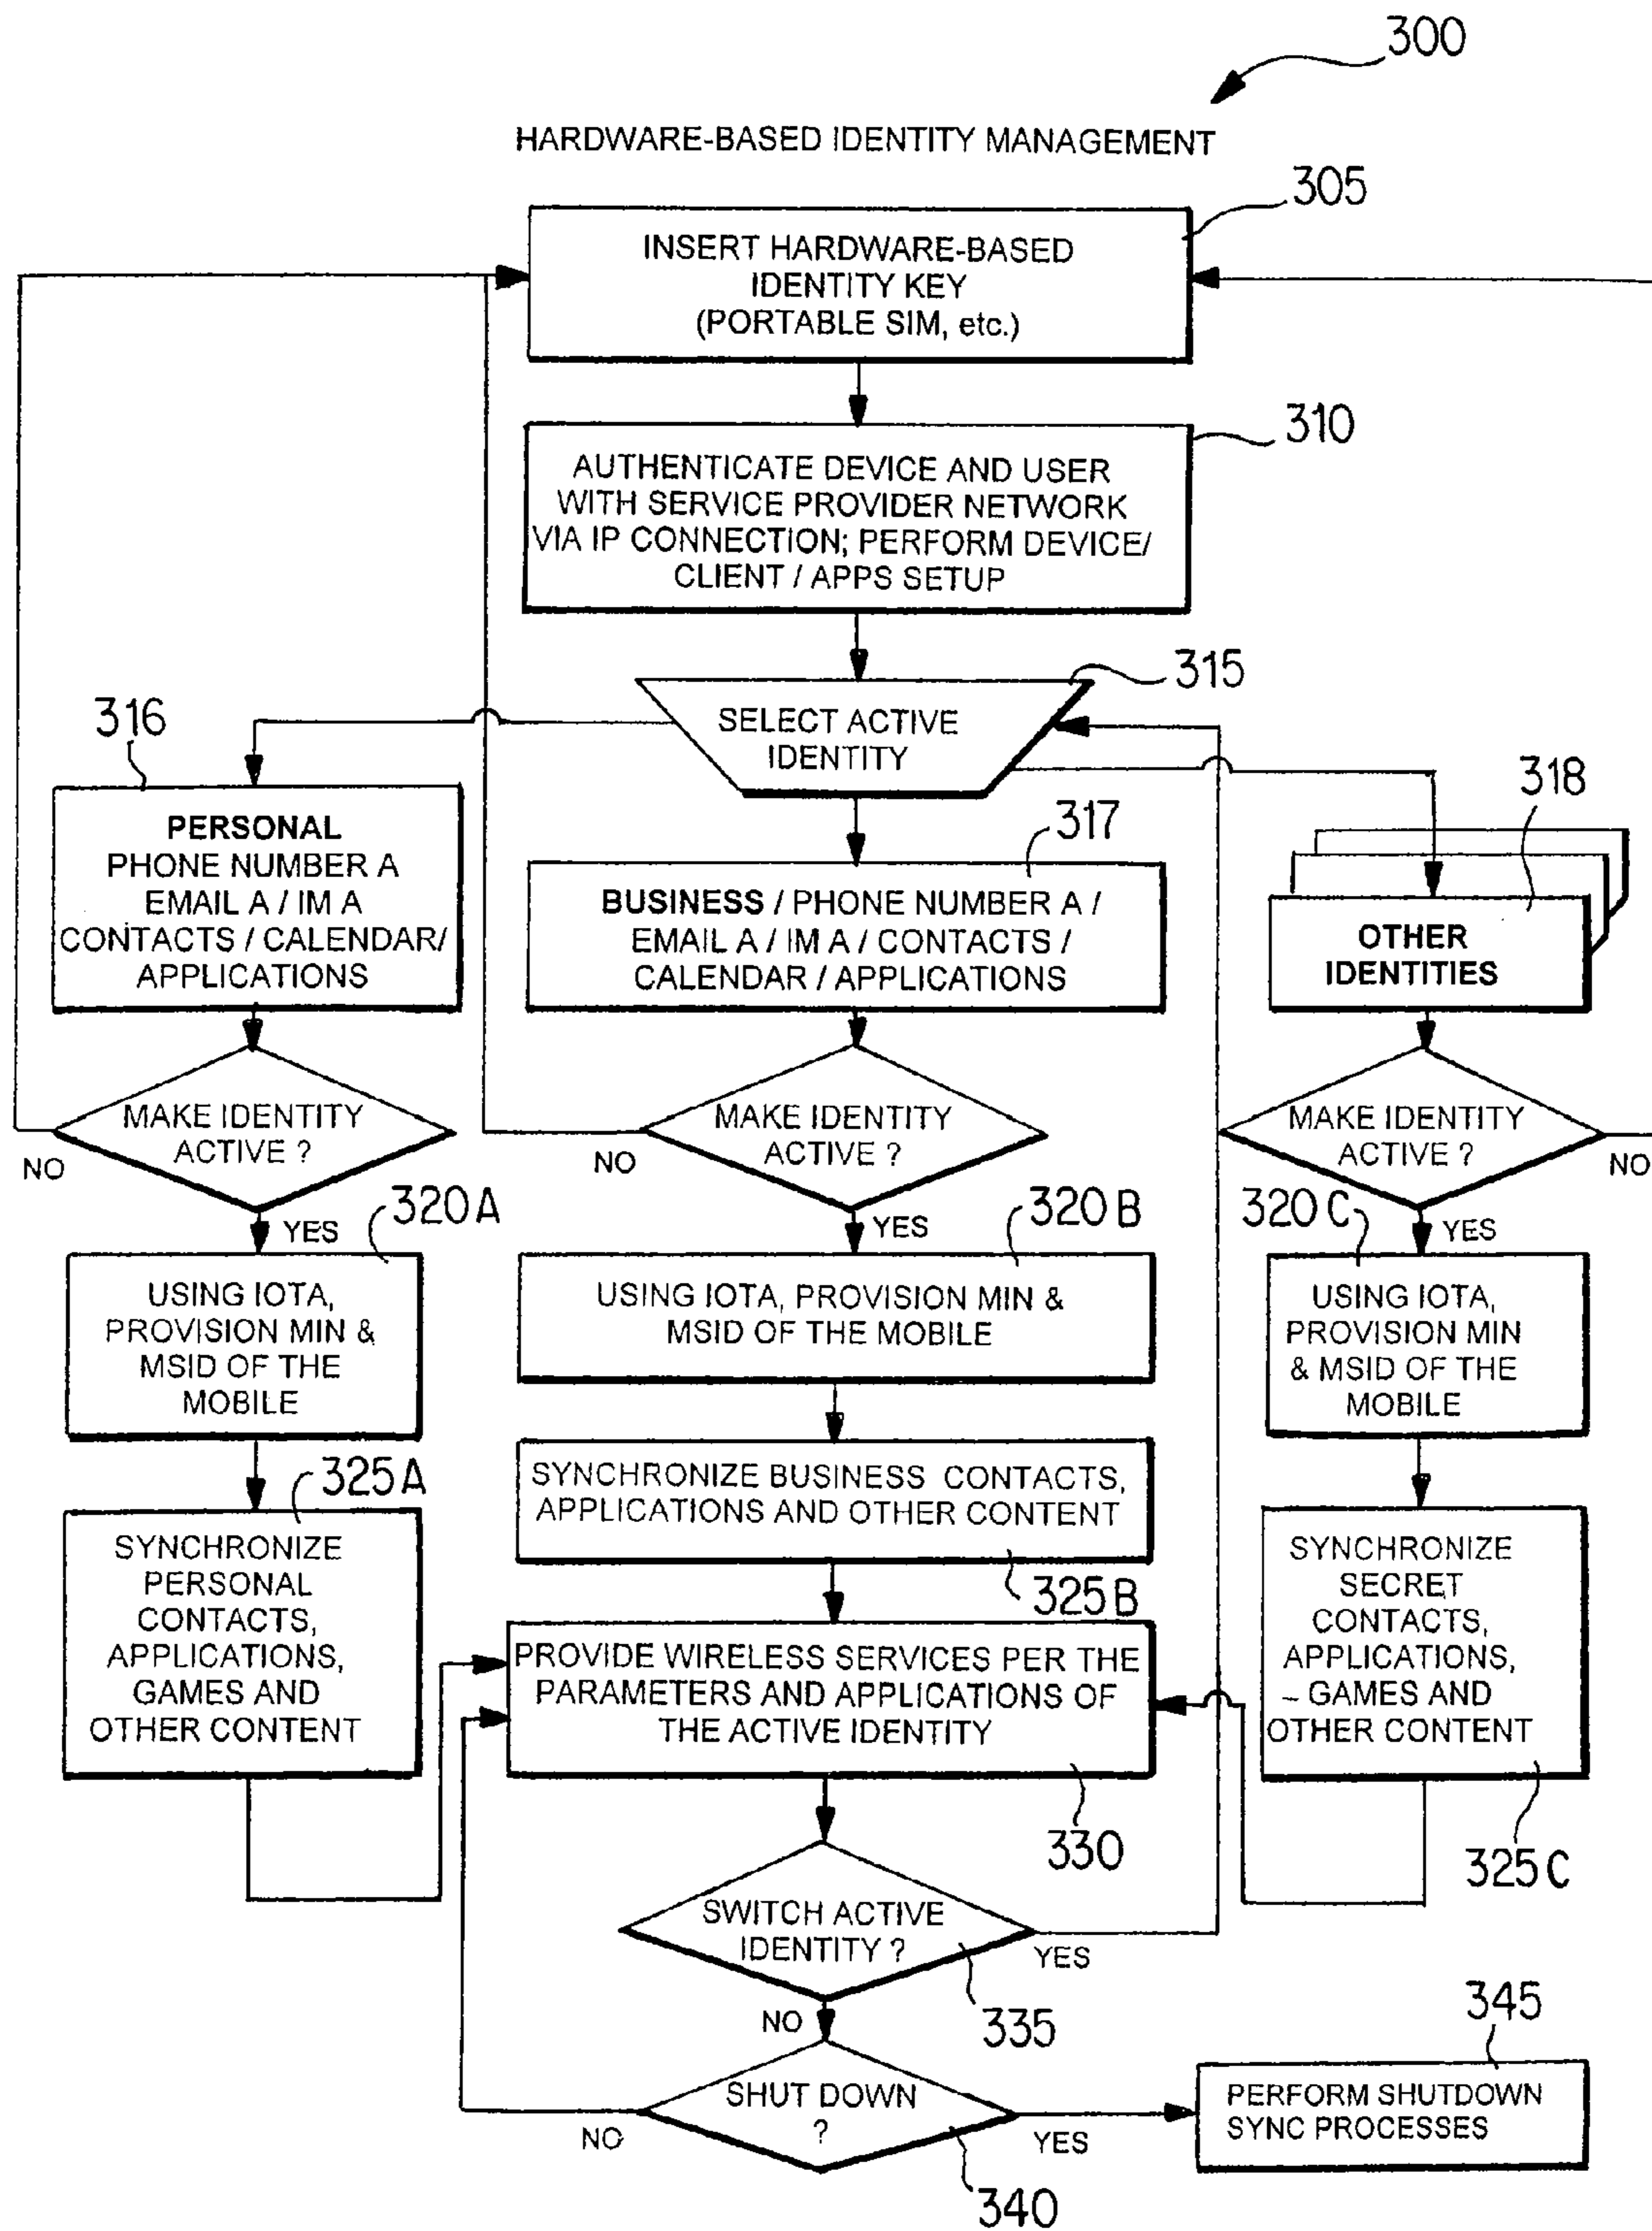 300
HARDWARE-BASED IDENTITY MANAGEMENT
305
INSERT HARDWARE-BASED
IDENTITY KEY
(PORTABLE SIM, etc.)
310
AUTHENTICATE DEVICE AND USER
WITH SERVICE PROVIDER NETWORK
VIA IP CONNECTION; PERFORM DEVICE/
CLIENT / APPS SETUP
315
SELECT ACTIVE
IDENTITY
316
PERSONAL
PHONE NUMBER A
EMAIL A / IM A
CONTACTS / CALENDAR/
APPLICATIONS
317
BUSINESS / PHONE NUMBER A /
EMAIL A / IM A / CONTACTS /
CALENDAR / APPLICATIONS
318
OTHER
IDENTITIES
MAKE IDENTITY
ACTIVE ?
NO
YES
MAKE IDENTITY
ACTIVE ?
NO
YES
MAKE IDENTITY
ACTIVE ?
NO
YES
320A
USING IOTA,
PROVISION MIN &
MSID OF THE
MOBILE
320B
USING IOTA, PROVISION MIN &
MSID OF THE MOBILE
320C
USING IOTA,
PROVISION MIN
& MSID OF THE
MOBILE
325A
SYNCHRONIZE
PERSONAL
CONTACTS,
APPLICATIONS,
GAMES AND
OTHER CONTENT
SYNCHRONIZE BUSINESS CONTACTS,
APPLICATIONS AND OTHER CONTENT
325B
SYNCHRONIZE
SECRET
CONTACTS,
APPLICATIONS,
GAMES AND
OTHER CONTENT
325C
PROVIDE WIRELESS SERVICES PER THE
PARAMETERS AND APPLICATIONS OF
THE ACTIVE IDENTITY
330
SWITCH ACTIVE
IDENTITY ?
YES
335
NO
SHUT DOWN
?
NO
YES
340
345
PERFORM SHUTDOWN
SYNC PROCESSES